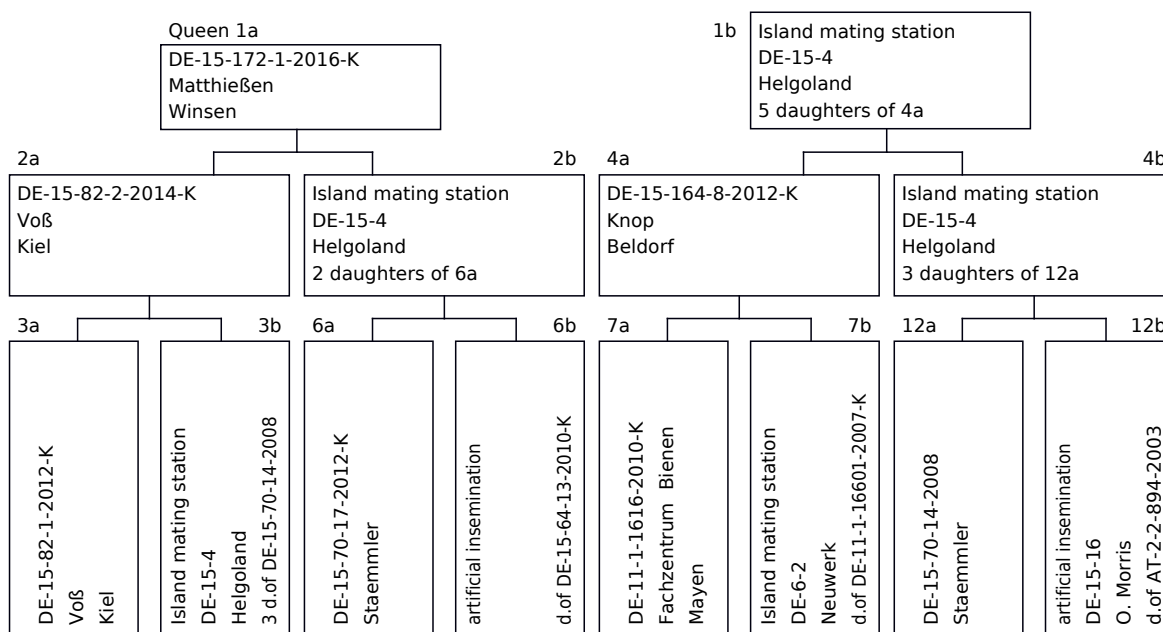 Queen 1a
DE-15-172-1-2016-K
Matthießen
Winsen
1b
Island mating station
DE-15-4
Helgoland
5 daughters of 4a
2a
DE-15-82-2-2014-K
Voß
Kiel
2b
Island mating station
DE-15-4
Helgoland
2 daughters of 6a
4a
DE-15-164-8-2012-K
Knop
Beldorf
4b
Island mating station
DE-15-4
Helgoland
3 daughters of 12a
3a
DE-15-82-1-2012-K
Voß
Kiel
3b
Island mating station
DE-15-4
Helgoland
3 d.of DE-15-70-14-2008
6a
DE-15-70-17-2012-K
Staemmler
6b
artificial insemination
d.of DE-15-64-13-2010-K
7a
DE-11-1-1616-2010-K
Fachzentrum Bienen
Mayen
7b
Island mating station
DE-6-2
Neuwerk
d.of DE-11-1-16601-2007-K
12a
DE-15-70-14-2008
Staemmler
12b
artificial insemination
DE-15-16
O. Morris
d.of AT-2-2-894-2003